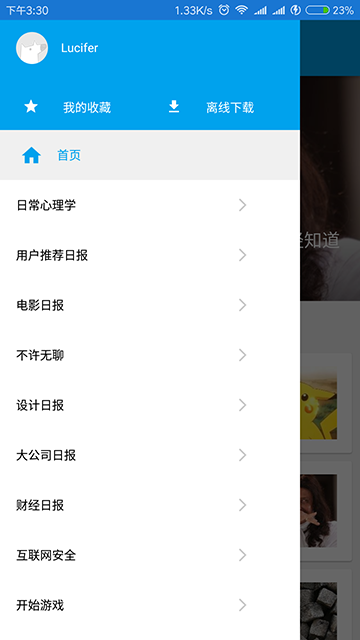 下午3:30 1.33K/s 23%
Lucifer
我的收藏 离线下载
首页
日常心理学
用户推荐日报
知道
电影日报
不许无聊
设计日报
大公司日报
财经日报
互联网安全
开始游戏